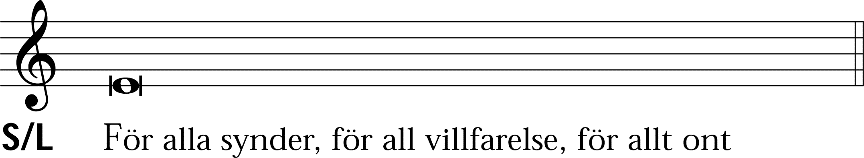 S/L För alla synder, för all villfarelse, för allt ont